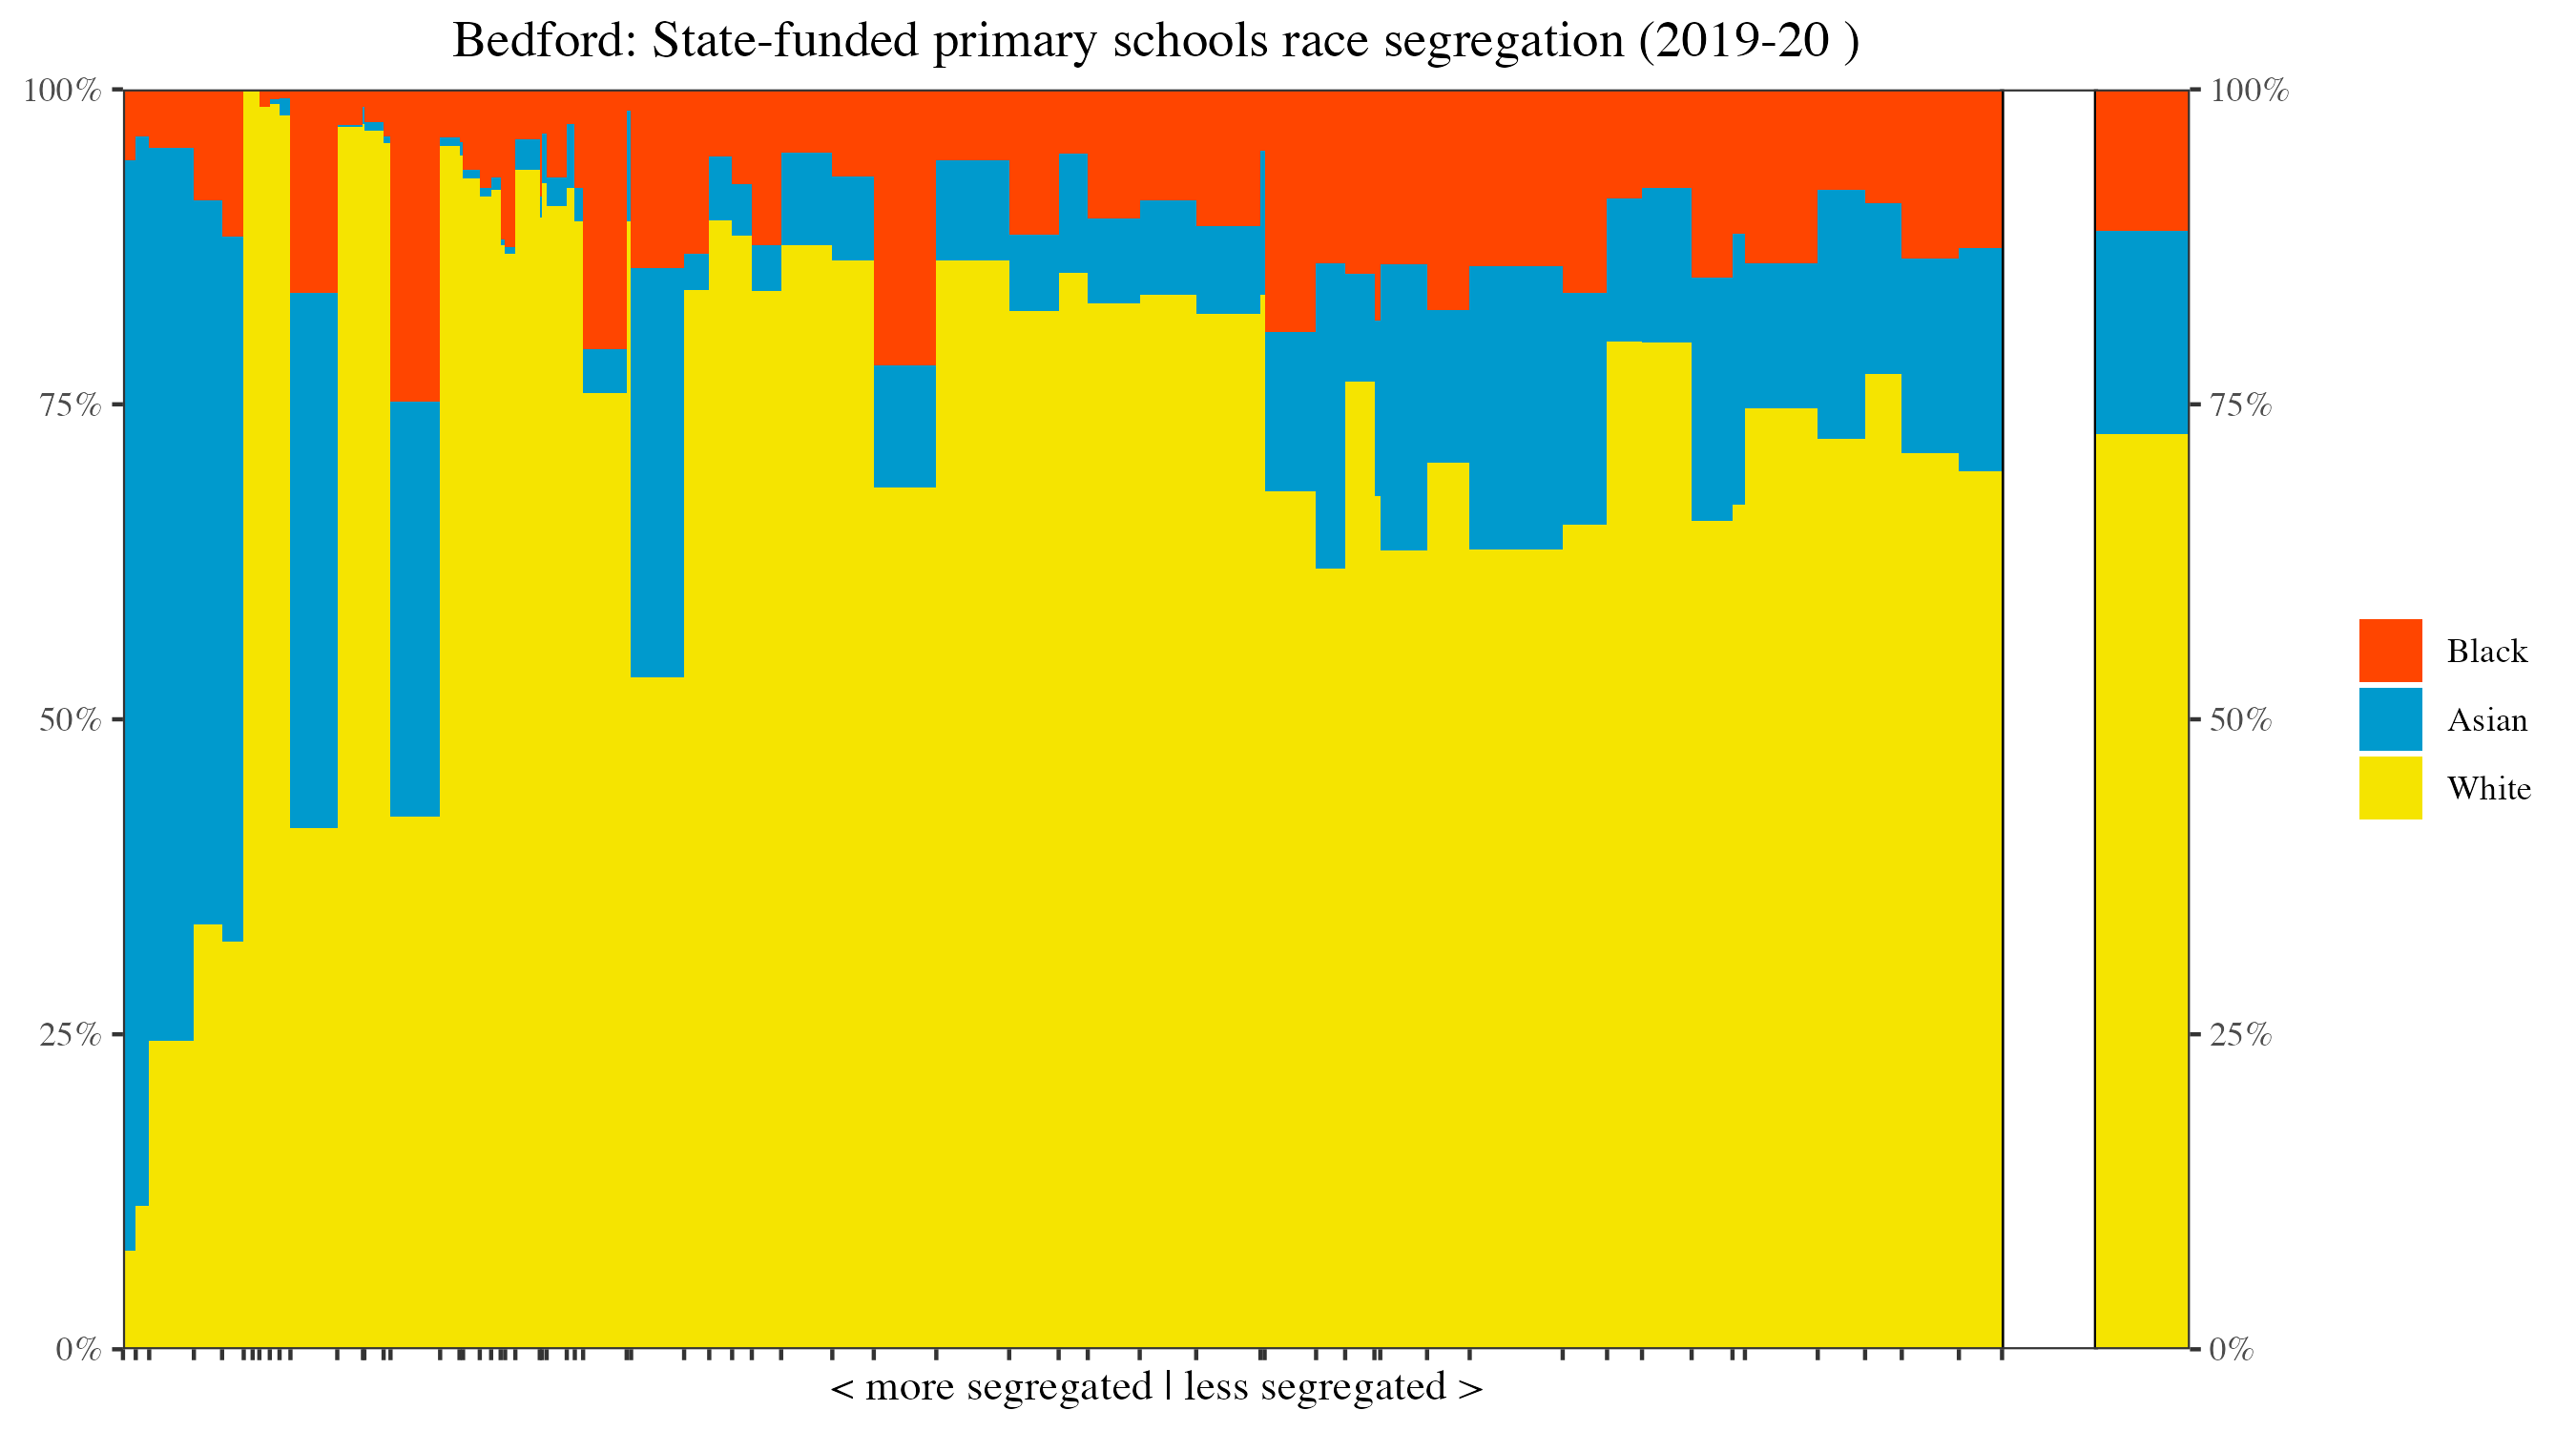 Bedford: State-funded primary schools race segregation (2019-20 )
100%
75%
50%
25%
0%
100%
75%
50%
25%
0%
Black
Asian
White
< more segregated | less segregated >